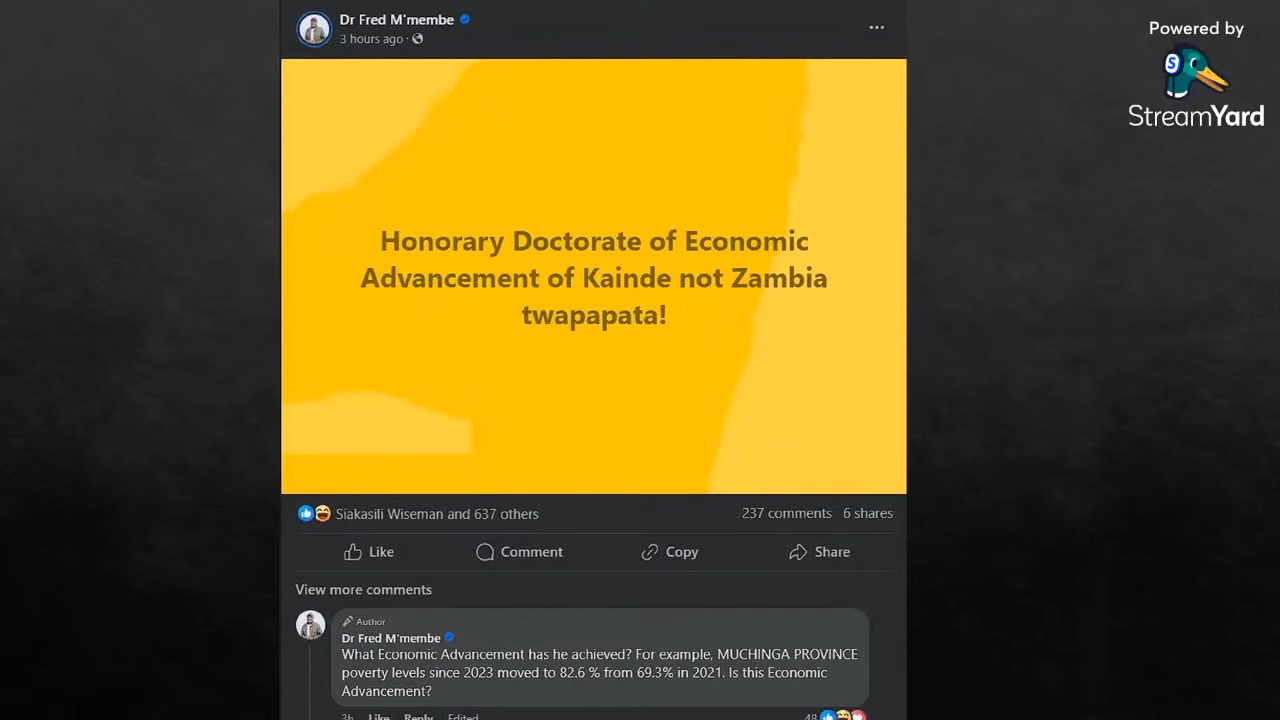 Dr Fred M'membe
3 hours ago ·
Powered by
S
StreamYard
Honorary Doctorate of Economic
Advancement of Kainde not Zambia
twapapata!
Siakasili Wiseman and 637 others
237 comments 6 shares
Like Comment Copy Share
View more comments
Author
Dr Fred M'membe
What Economic Advancement has he achieved? For example, MUCHINGA PROVINCE
poverty levels since 2023 moved to 82.6 % from 69.3% in 2021. Is this Economic
Advancement?
3h Like Reply Edited 48